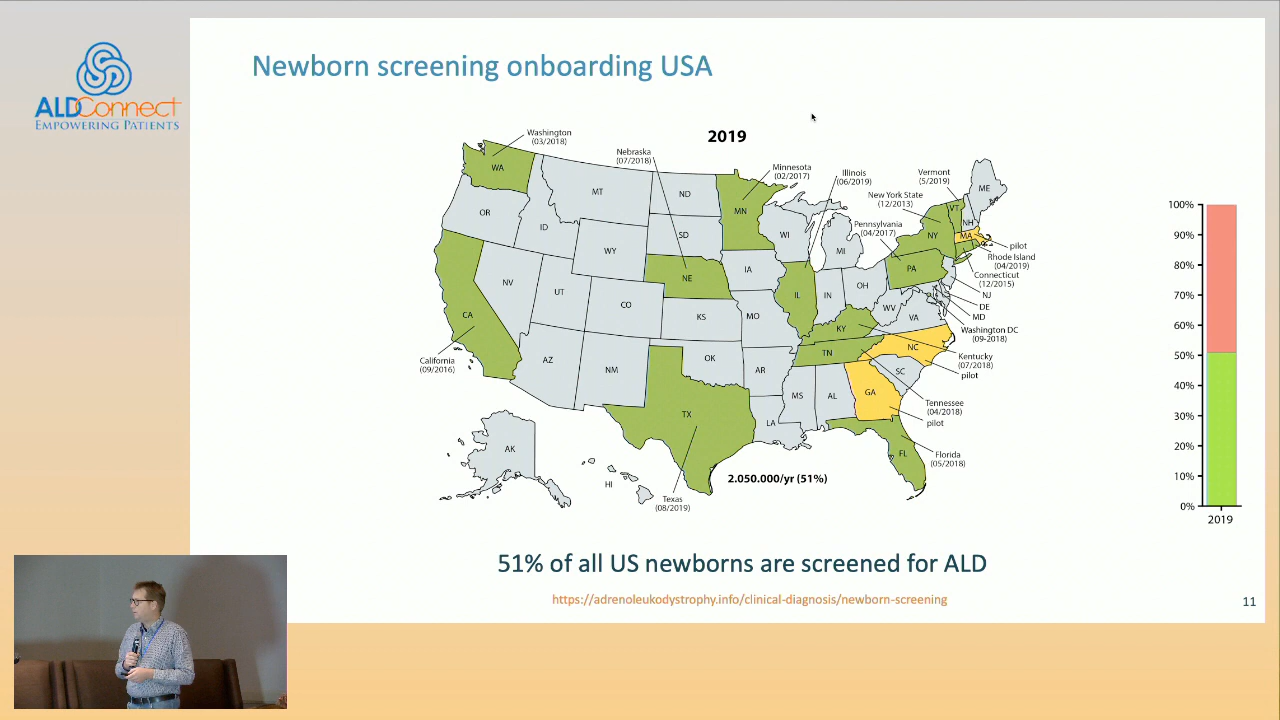 ALDConnect
EMPOWERING PATIENTS
Newborn screening onboarding USA
2019
Washington
(03/2018)
Nebraska
(07/2018)
Minnesota
(02/2017)
Illinois
(06/2019)
Vermont
(5/2019)
New York State
(12/2013)
Pennsylvania
(04/2017)
pilot
Rhode Island
(04/2019)
Connecticut
(12/2015)
NJ
DE
MD
Washington DC
(09-2018)
Kentucky
(07/2018)
pilot
Tennessee
(04/2018)
pilot
Florida
(05/2018)
Texas
(08/2019)
California
(09/2016)
WA
MT
ND
MN
ME
OR
ID
SD
WI
MI
VT
NH
NY
MA
WY
IA
PA
NE
NV
UT
CO
IL
IN
OH
WV
VA
CA
KS
MO
KY
NC
AZ
NM
OK
AR
TN
SC
TX
LA
MS
AL
GA
FL
AK
HI
2.050.000/yr (51%)
100%
90%
80%
70%
60%
50%
40%
30%
20%
10%
0%
2019
51% of all US newborns are screened for ALD
https://adrenoleukodystrophy.info/clinical-diagnosis/newborn-screening
11